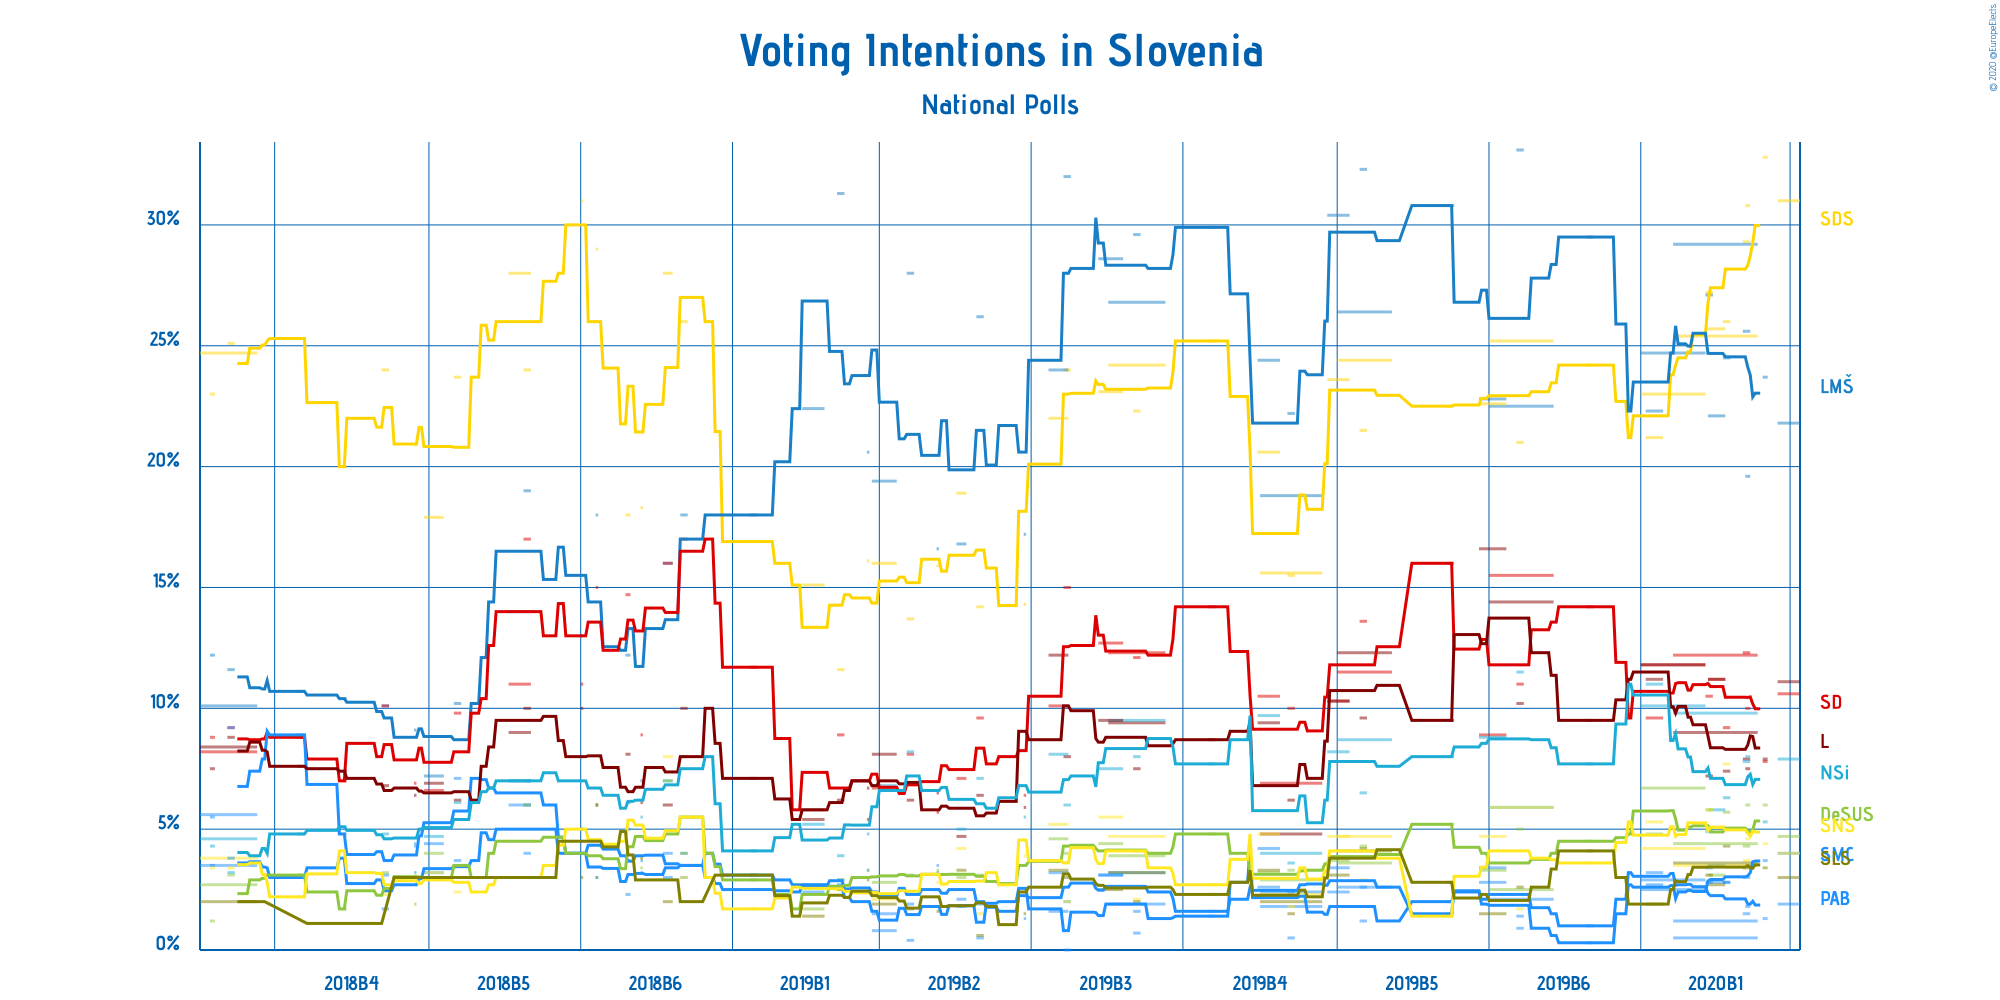 © 2020 @EuropeElects
Voting Intentions in Slovenia
National Polls
30%
25%
20%
15%
10%
5%
0%
SDS
LMŠ
SD
L
NSi
DeSUS
SNS
SMC
SLS
PAB
2018B4
2018B5
2018B6
2019B1
2019B2
2019B3
2019B4
2019B5
2019B6
2020B1